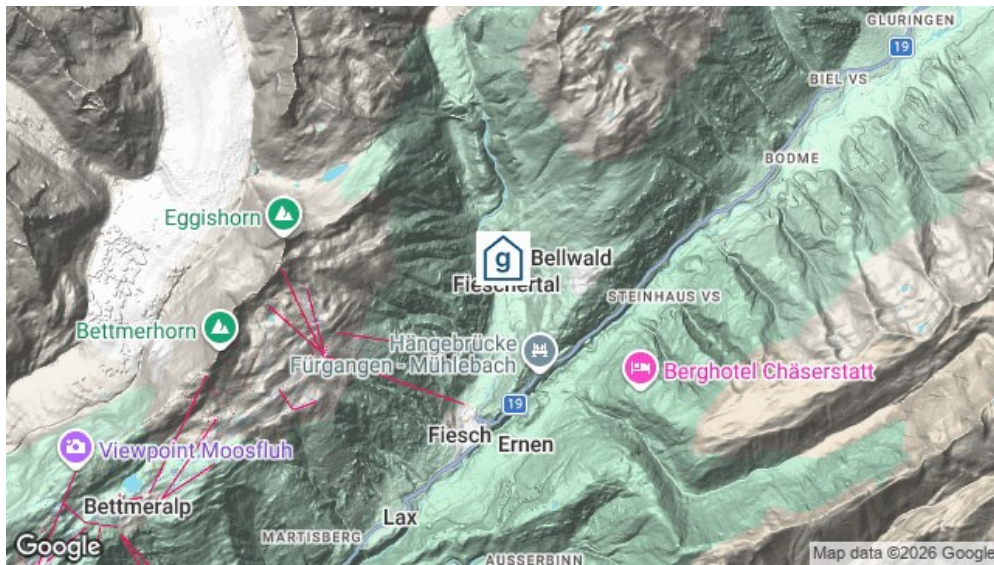 GLURINGEN
19
BIEL VS
BODME
Eggishorn
g
Bellwald
Fieschertal
STEINHAUS VS
Bettmerhorn
Hängebrücke
Fürgangen - Mühlebach
Berghotel Chäserstatt
19
Fiesch
Ernen
Viewpoint Moosfluh
Bettmeralp
Lax
MARTISBERG
AUSSERBINN
Google
Map data ©2026 Google